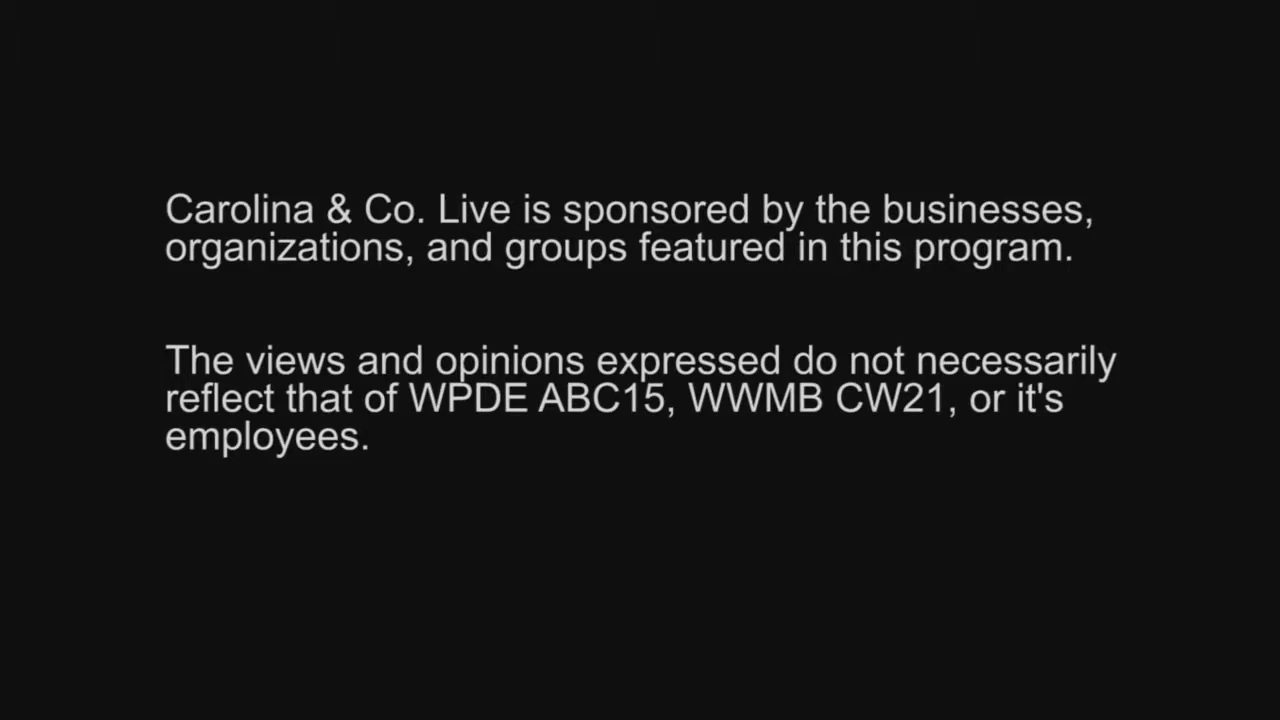 Carolina & Co. Live is sponsored by the businesses,
organizations, and groups featured in this program.
The views and opinions expressed do not necessarily
reflect that of WPDE ABC15, WWMB CW21, or it's
employees.